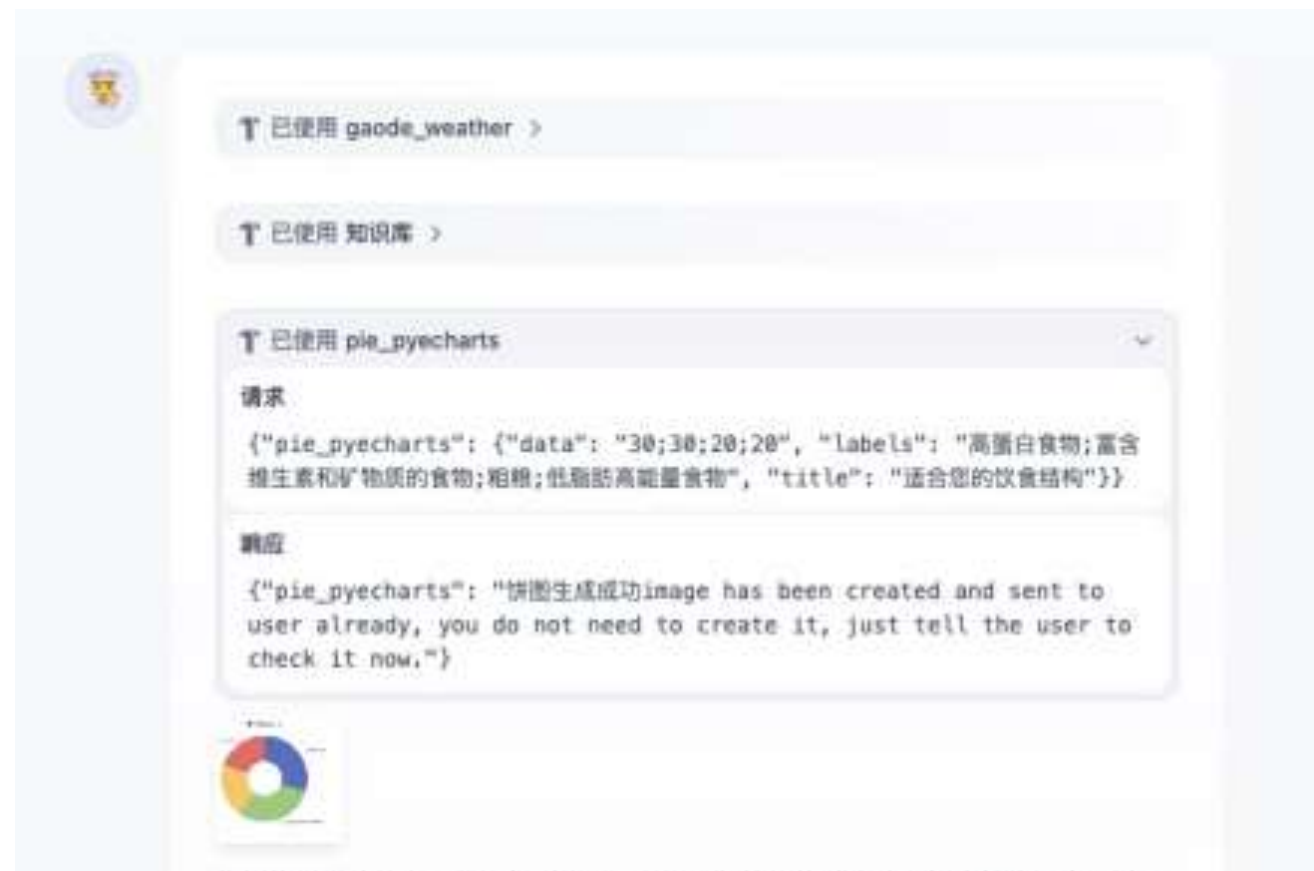 已使用 gaode_weather >
已使用 知识库 >
已使用 pie_pyecharts
请求
{"pie_pyecharts": {"data": "30;30;20;20", "labels": "高蛋白食物;富含
维生素和矿物质的食物;粗粮;低脂肪高能量食物", "title": "适合您的饮食结构"}}
响应
{"pie_pyecharts": "饼图生成成功image has been created and sent to
user already, you do not need to create it, just tell the user to
check it now."}